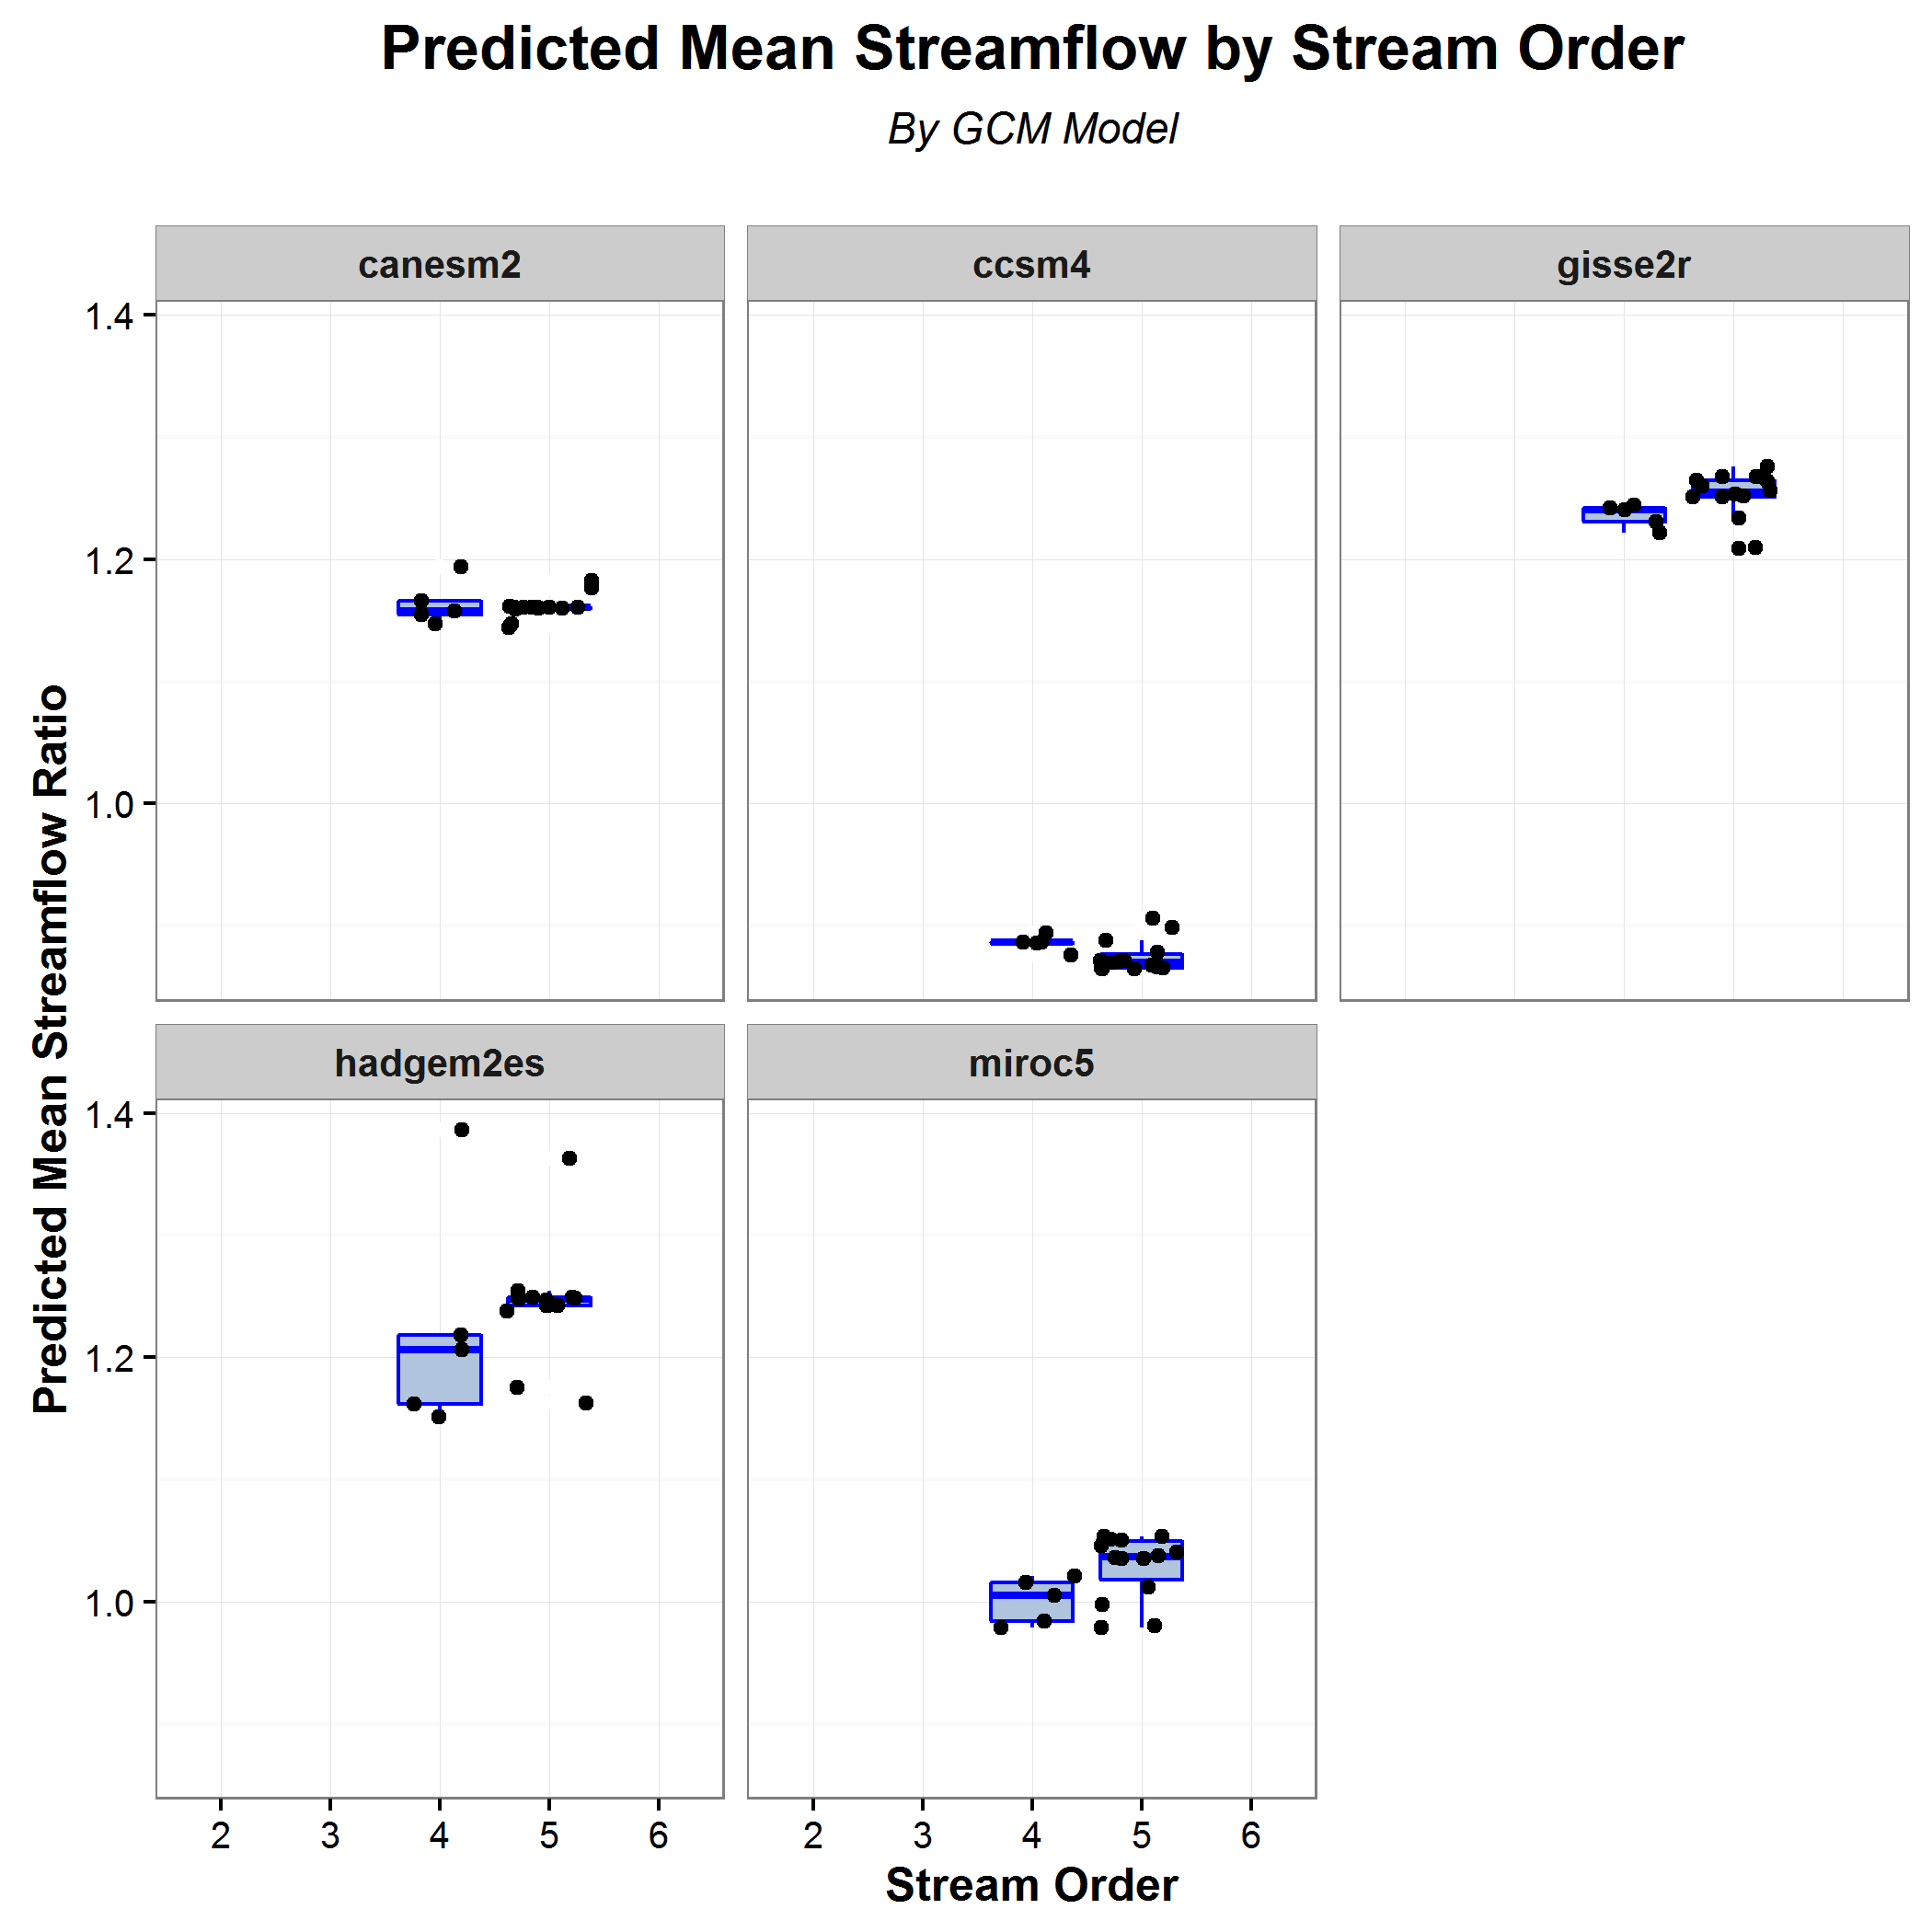 Predicted Mean Streamflow by Stream Order
By GCM Model
canesm2
ccsm4
gisse2r
1.4
1.2
1.0
Predicted Mean Streamflow Ratio
hadgem2es
miroc5
1.4
1.2
1.0
2 3 4 5 6
2 3 4 5 6
Stream Order